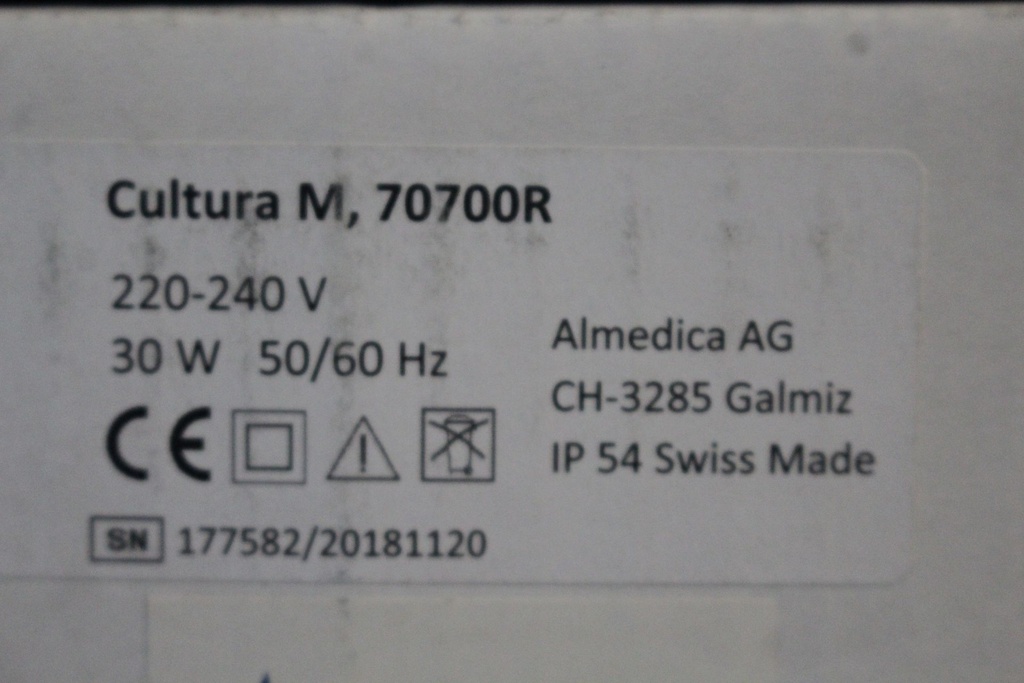 Cultura M, 70700R
220-240 V
30 W 50/60 Hz
CE
SN 177582/20181120
Almedica AG
CH-3285 Galmiz
IP 54 Swiss Made